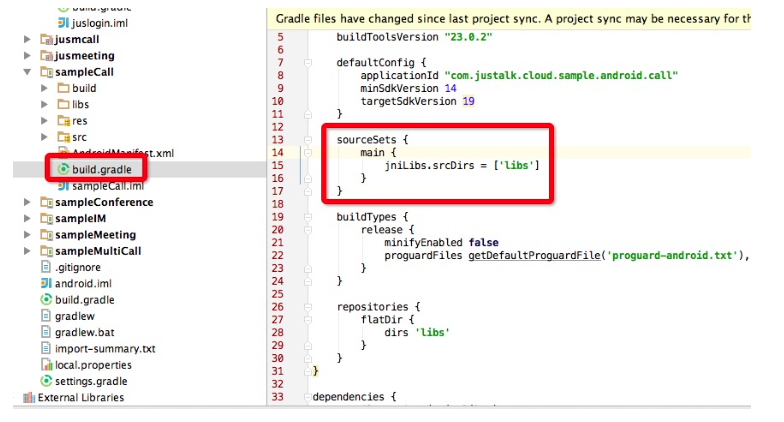 build.gradle
juslogin.iml
jusmcall
jusmeeting
sampleCall
build
libs
res
src
AndroidManifest.xml
build.gradle
sampleCall.iml
sampleConference
sampleIM
sampleMeeting
sampleMultiCall
.gitignore
android.iml
build.gradle
gradlew
gradlew.bat
import-summary.txt
local.properties
settings.gradle
External Libraries
Gradle files have changed since last project sync. A project sync may be necessary for th
5 buildToolsVersion "23.0.2"
6
7 defaultConfig {
8 applicationId "com.justalk.cloud.sample.android.call"
9 minSdkVersion 14
10 targetSdkVersion 19
11 }
12
13 sourceSets {
14 main {
15 jniLibs.srcDirs = ['libs']
16 }
17 }
18
19 buildTypes {
20 release {
21 minifyEnabled false
22 proguardFiles getDefaultProguardFile('proguard-android.txt'),
23 }
24 }
25
26 repositories {
27 flatDir {
28 dirs 'libs'
29 }
30 }
31 }
32
33 dependencies {